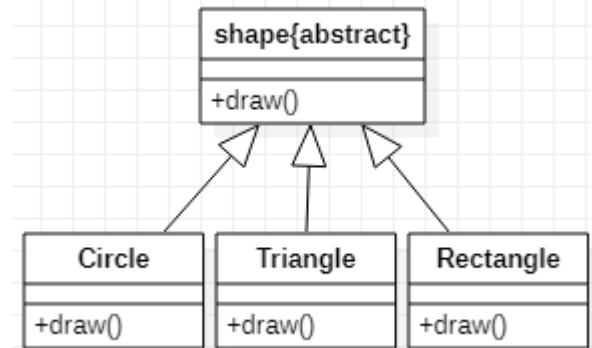 shape{abstract}
+draw()
Circle
+draw()
Triangle
+draw()
Rectangle
+draw()